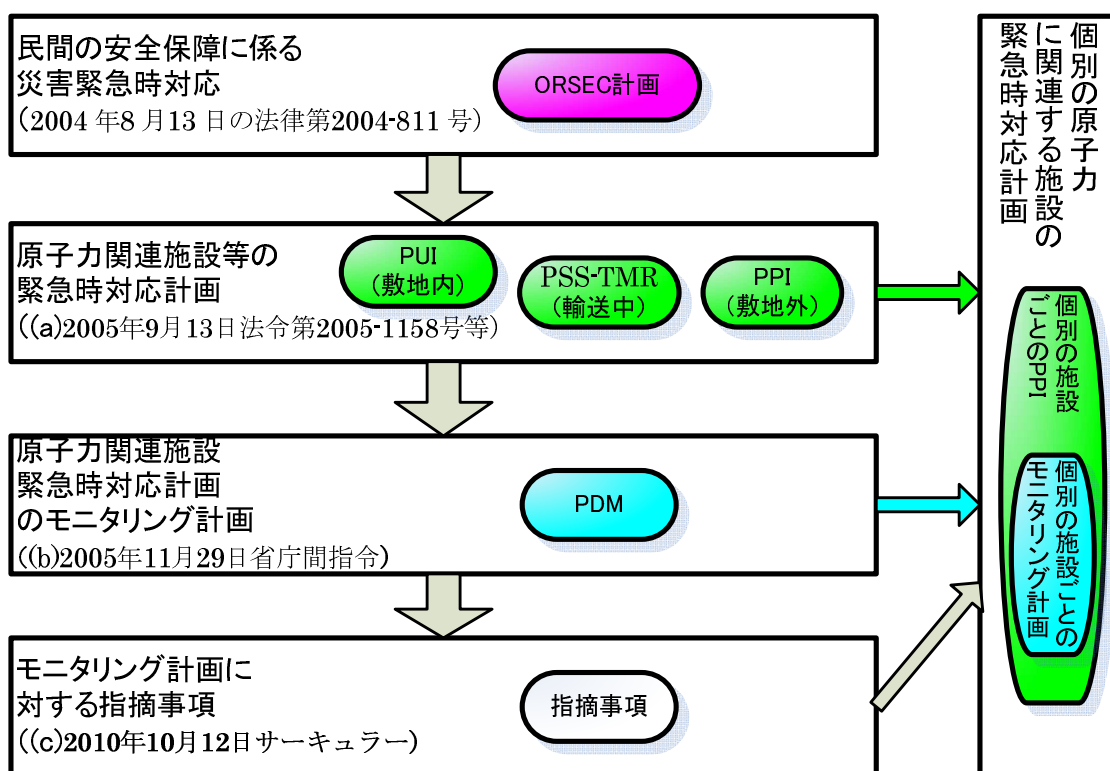 民間の安全保障に係る
災害緊急時対応
(2004 年8 月13 日の法律第2004-811 号)
ORSEC計画
原子力関連施設等の
緊急時対応計画
((a)2005年9月13日法令第2005-1158号等)
PUI
(敷地内)
PSS-TMR
(輸送中)
PPI
(敷地外)
原子力関連施設
緊急時対応計画
のモニタリング計画
((b)2005年11月29日省庁間指令)
PDM
モニタリング計画に
対する指摘事項
((c)2010年10月12日サーキュラー)
指摘事項
個別の原子力
に関連する施設の
緊急時対応計画
個別の施設
ごとのPPI
個別の施設ごとの
モニタリング計画